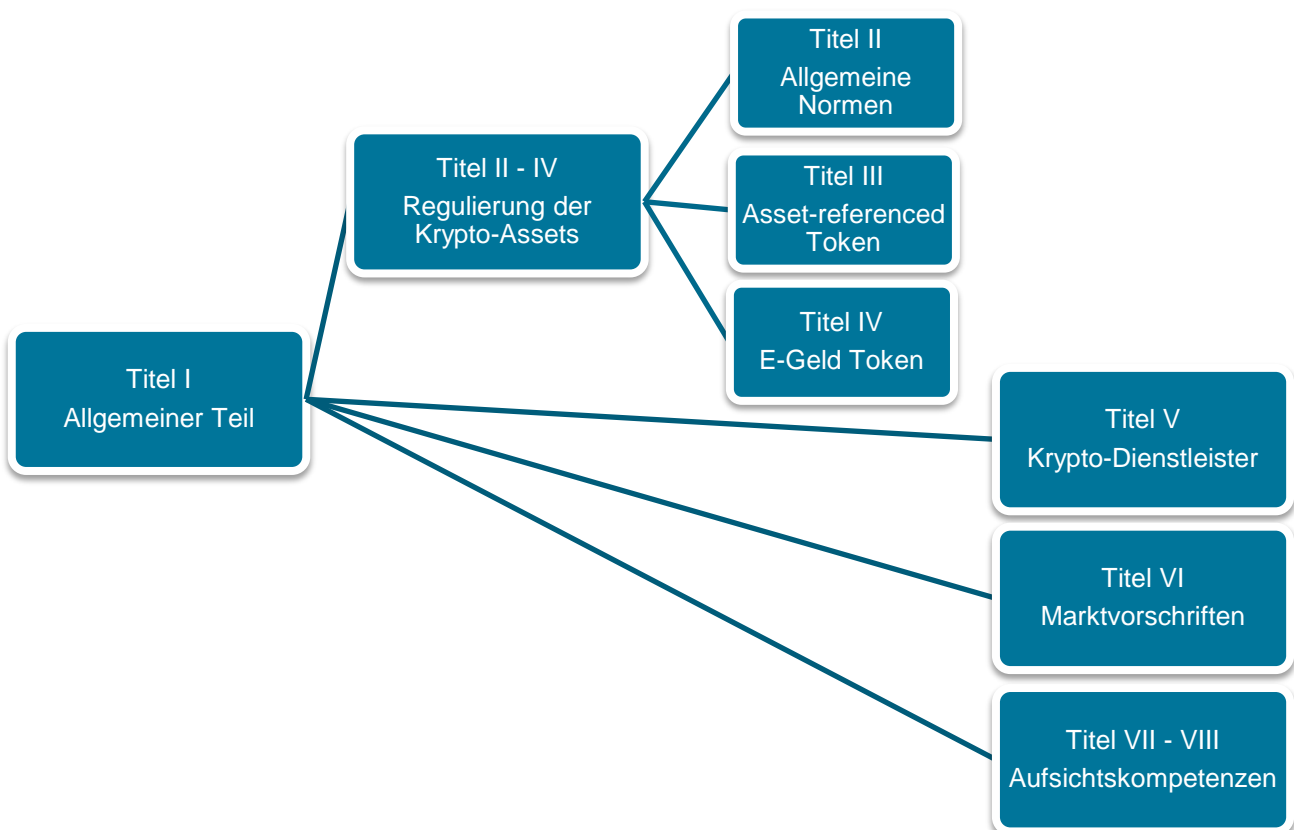 Titel I
Allgemeiner Teil
Titel II - IV
Regulierung der
Krypto-Assets
Titel II
Allgemeine
Normen
Titel III
Asset-referenced
Token
Titel IV
E-Geld Token
Titel V
Krypto-Dienstleister
Titel VI
Marktvorschriften
Titel VII - VIII
Aufsichtskompetenzen